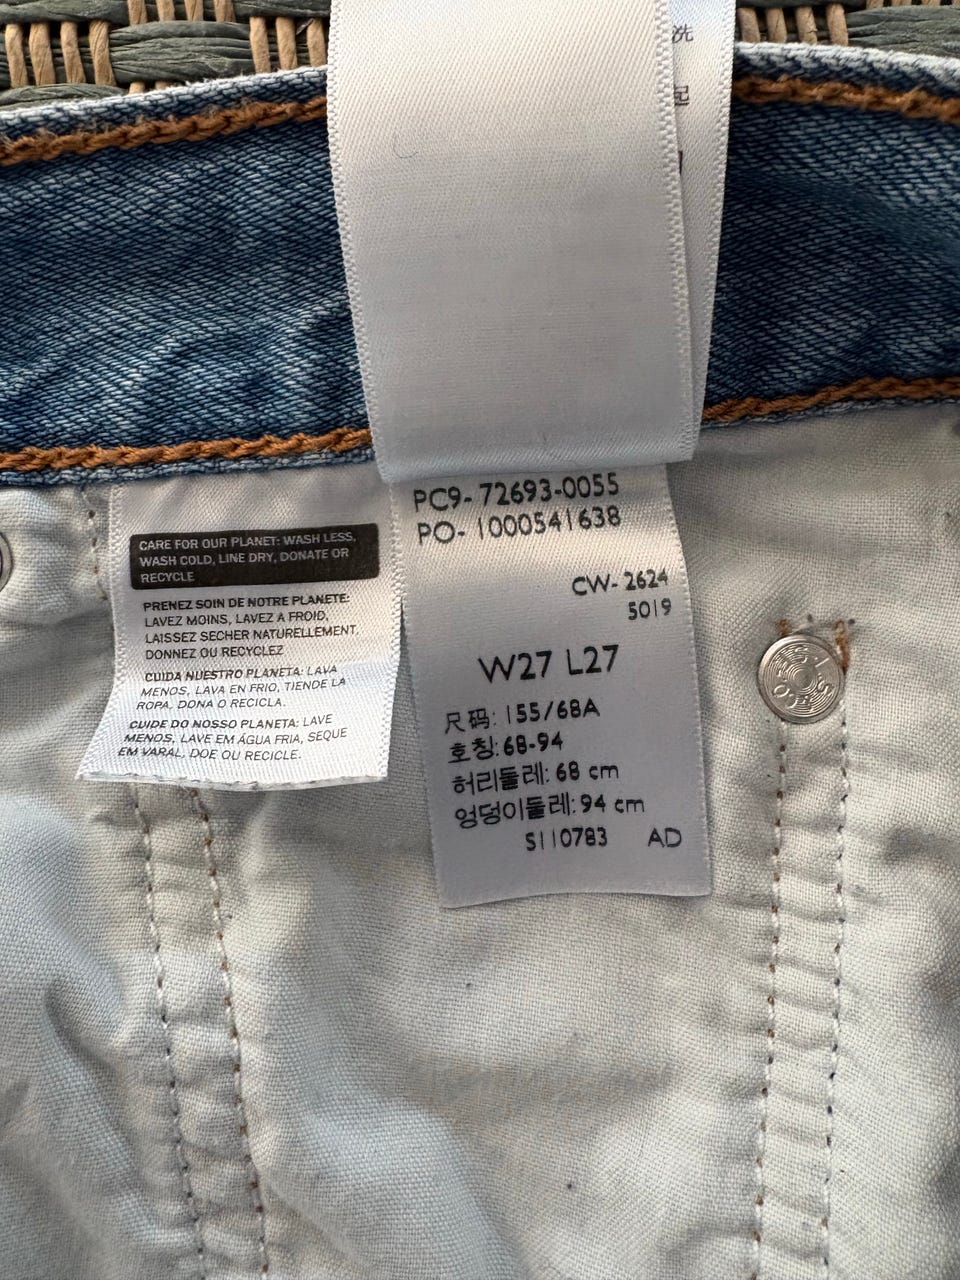 洗
起
CARE FOR OUR PLANET: WASH LESS,
WASH COLD, LINE DRY, DONATE OR
RECYCLE
PRENEZ SOIN DE NOTRE PLANETE:
LAVEZ MOINS, LAVEZ A FROID,
LAISSEZ SECHER NATURELLEMENT,
DONNEZ OU RECYCLEZ
CUIDA NUESTRO PLANETA: LAVA
MENOS, LAVA EN FRIO, TIENDE LA
ROPA, DONA O RECICLA.
CUIDE DO NOSSO PLANETA: LAVE
MENOS, LAVE EM ÁGUA FRIA, SEQUE
EM VARAL, DOE OU RECICLE.
PC9- 72693-0055
PO- 1000541638
CW- 2624
5019
W27 L27
尺码: 155/68A
호칭: 68-94
허리둘레: 68 cm
엉덩이둘레: 94 cm
S110783 AD